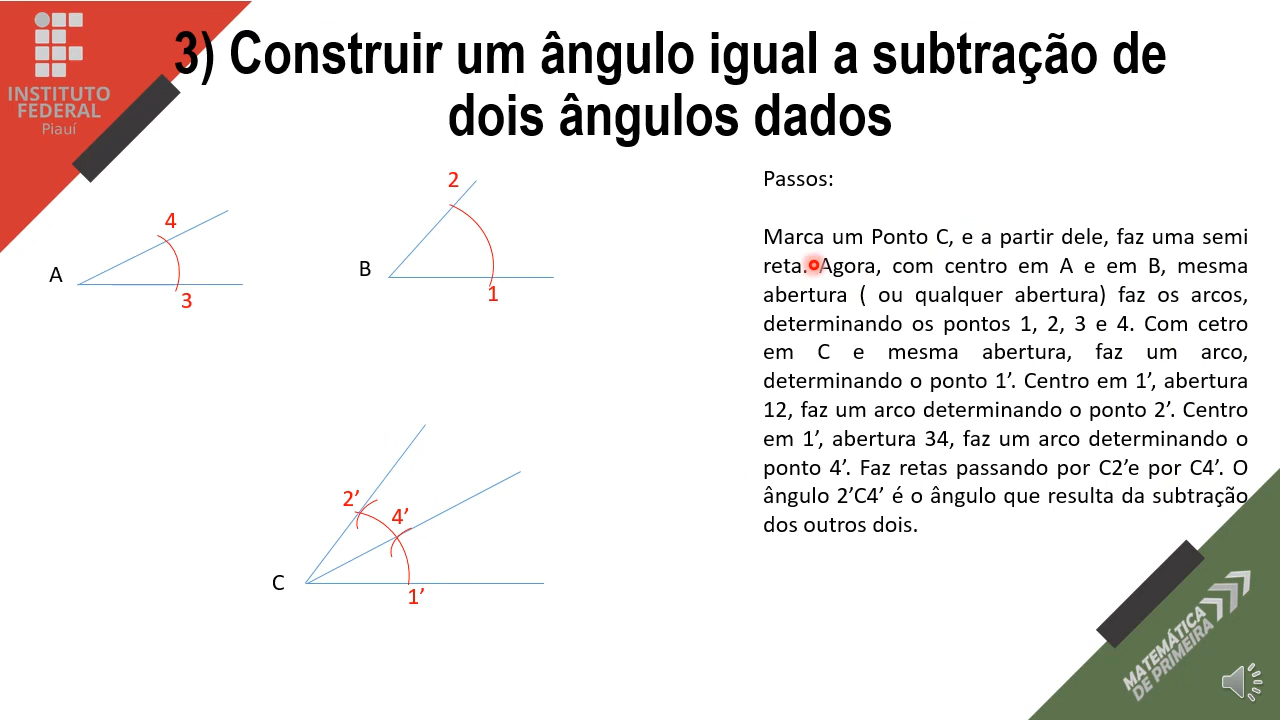 3) Construir um ângulo igual a subtração de
dois ângulos dados
INSTITUTO
FEDERAL
Piauí
Passos:
Marca um Ponto C, e a partir dele, faz uma semi
reta. Agora, com centro em A e em B, mesma
abertura ( ou qualquer abertura) faz os arcos,
determinando os pontos 1, 2, 3 e 4. Com cetro
em C e mesma abertura, faz um arco,
determinando o ponto 1’. Centro em 1’, abertura
12, faz um arco determinando o ponto 2’. Centro
em 1’, abertura 34, faz um arco determinando o
ponto 4’. Faz retas passando por C2’e por C4’. O
ângulo 2’C4’ é o ângulo que resulta da subtração
dos outros dois.
4
A
3
2
B
1
2’
4’
C
1’
MATEMÁTICA
DE PRIMEIRA